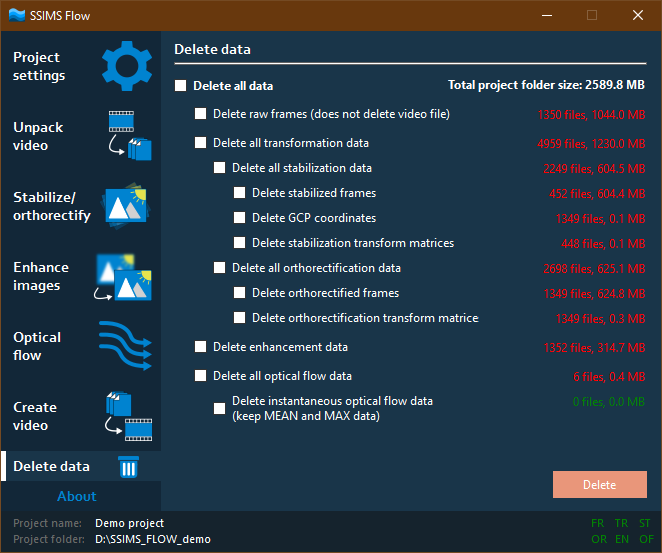 SSIMS Flow
Project
settings
Unpack
video
Stabilize/
orthorectify
Enhance
images
Optical
flow
Create
video
Delete data
About
Delete data
Delete all data Total project folder size: 2589.8 MB
Delete raw frames (does not delete video file) 1350 files, 1044.0 MB
Delete all transformation data 4959 files, 1230.0 MB
Delete all stabilization data 2249 files, 604.5 MB
Delete stabilized frames 452 files, 604.4 MB
Delete GCP coordinates 1349 files, 0.1 MB
Delete stabilization transform matrices 448 files, 0.1 MB
Delete all orthorectification data 2698 files, 625.1 MB
Delete orthorectified frames 1349 files, 624.8 MB
Delete orthorectification transform matrice 1349 files, 0.3 MB
Delete enhancement data 1352 files, 314.7 MB
Delete all optical flow data 6 files, 0.4 MB
Delete instantaneous optical flow data 0 files, 0.0 MB
(keep MEAN and MAX data)
Delete
Project name: Demo project FR TR ST
Project folder: D:\SSIMS_FLOW_demo OR EN OF